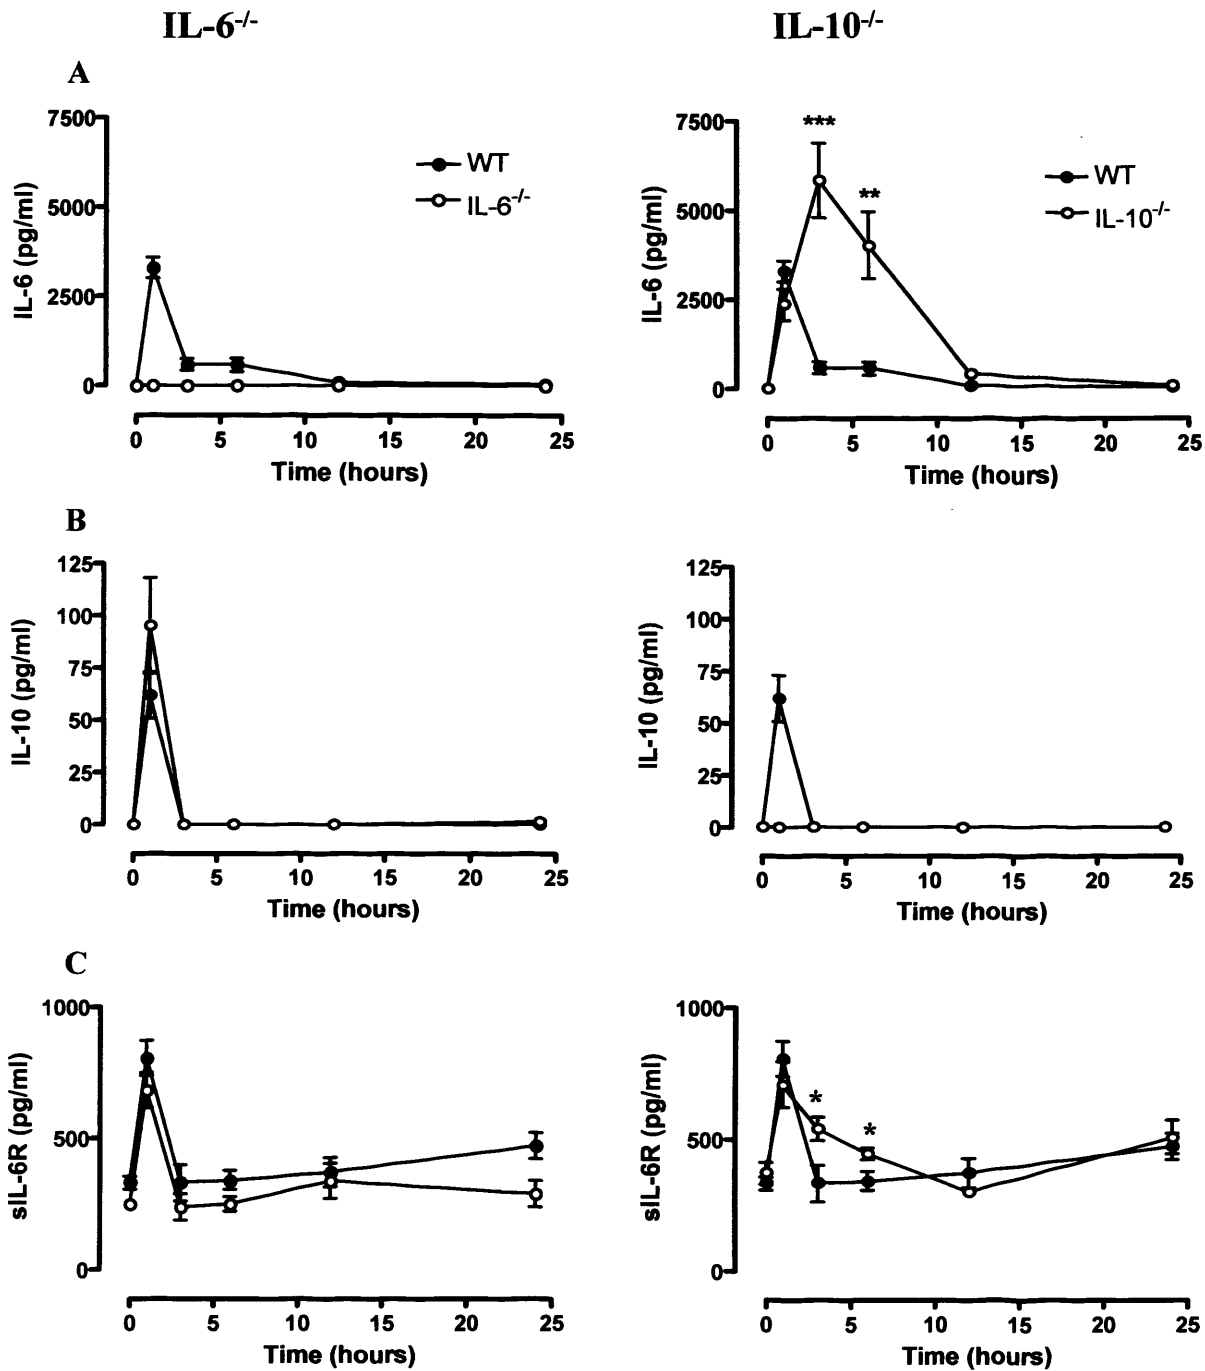 IL-6-/-
IL-10-/-
A
7500
5000
2500
0
IL-6 (pg/ml)
WT
IL-6-/-
0 5 10 15 20 25
Time (hours)
7500
5000
2500
0
IL-6 (pg/ml)
***
**
WT
IL-10-/-
0 5 10 15 20 25
Time (hours)
B
125
100
75
50
25
0
IL-10 (pg/ml)
0 5 10 15 20 25
Time (hours)
125
100
75
50
25
0
IL-10 (pg/ml)
0 5 10 15 20 25
Time (hours)
C
1000
500
0
sIL-6R (pg/ml)
0 5 10 15 20 25
Time (hours)
1000
500
0
sIL-6R (pg/ml)
*
*
0 5 10 15 20 25
Time (hours)